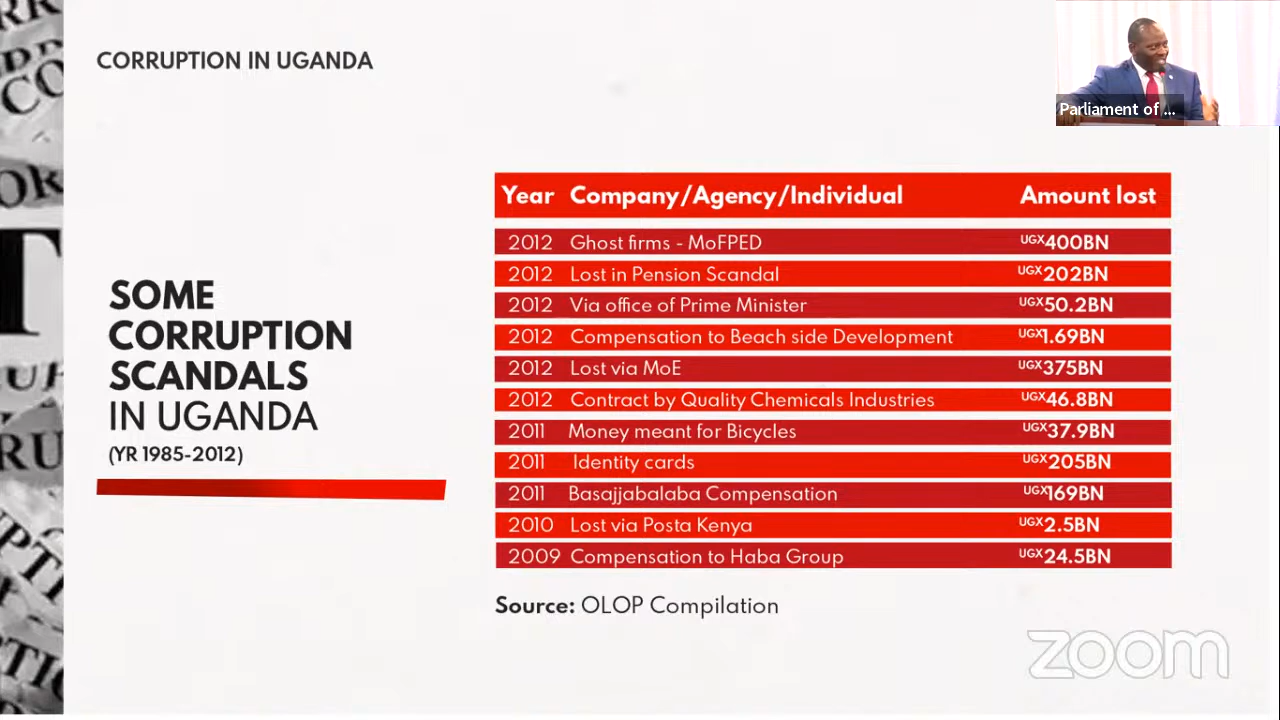 CORRUPTION IN UGANDA
Parliament of ...
SOME
CORRUPTION
SCANDALS
IN UGANDA
(YR 1985-2012)
Year Company/Agency/Individual Amount lost
2012 Ghost firms - MoFPED UGX400BN
2012 Lost in Pension Scandal UGX202BN
2012 Via office of Prime Minister UGX50.2BN
2012 Compensation to Beach side Development UGX1.69BN
2012 Lost via MoE UGX375BN
2012 Contract by Quality Chemicals Industries UGX46.8BN
2011 Money meant for Bicycles UGX37.9BN
2011 Identity cards UGX205BN
2011 Basajjabalaba Compensation UGX169BN
2010 Lost via Posta Kenya UGX2.5BN
2009 Compensation to Haba Group UGX24.5BN
Source: OLOP Compilation
zoom